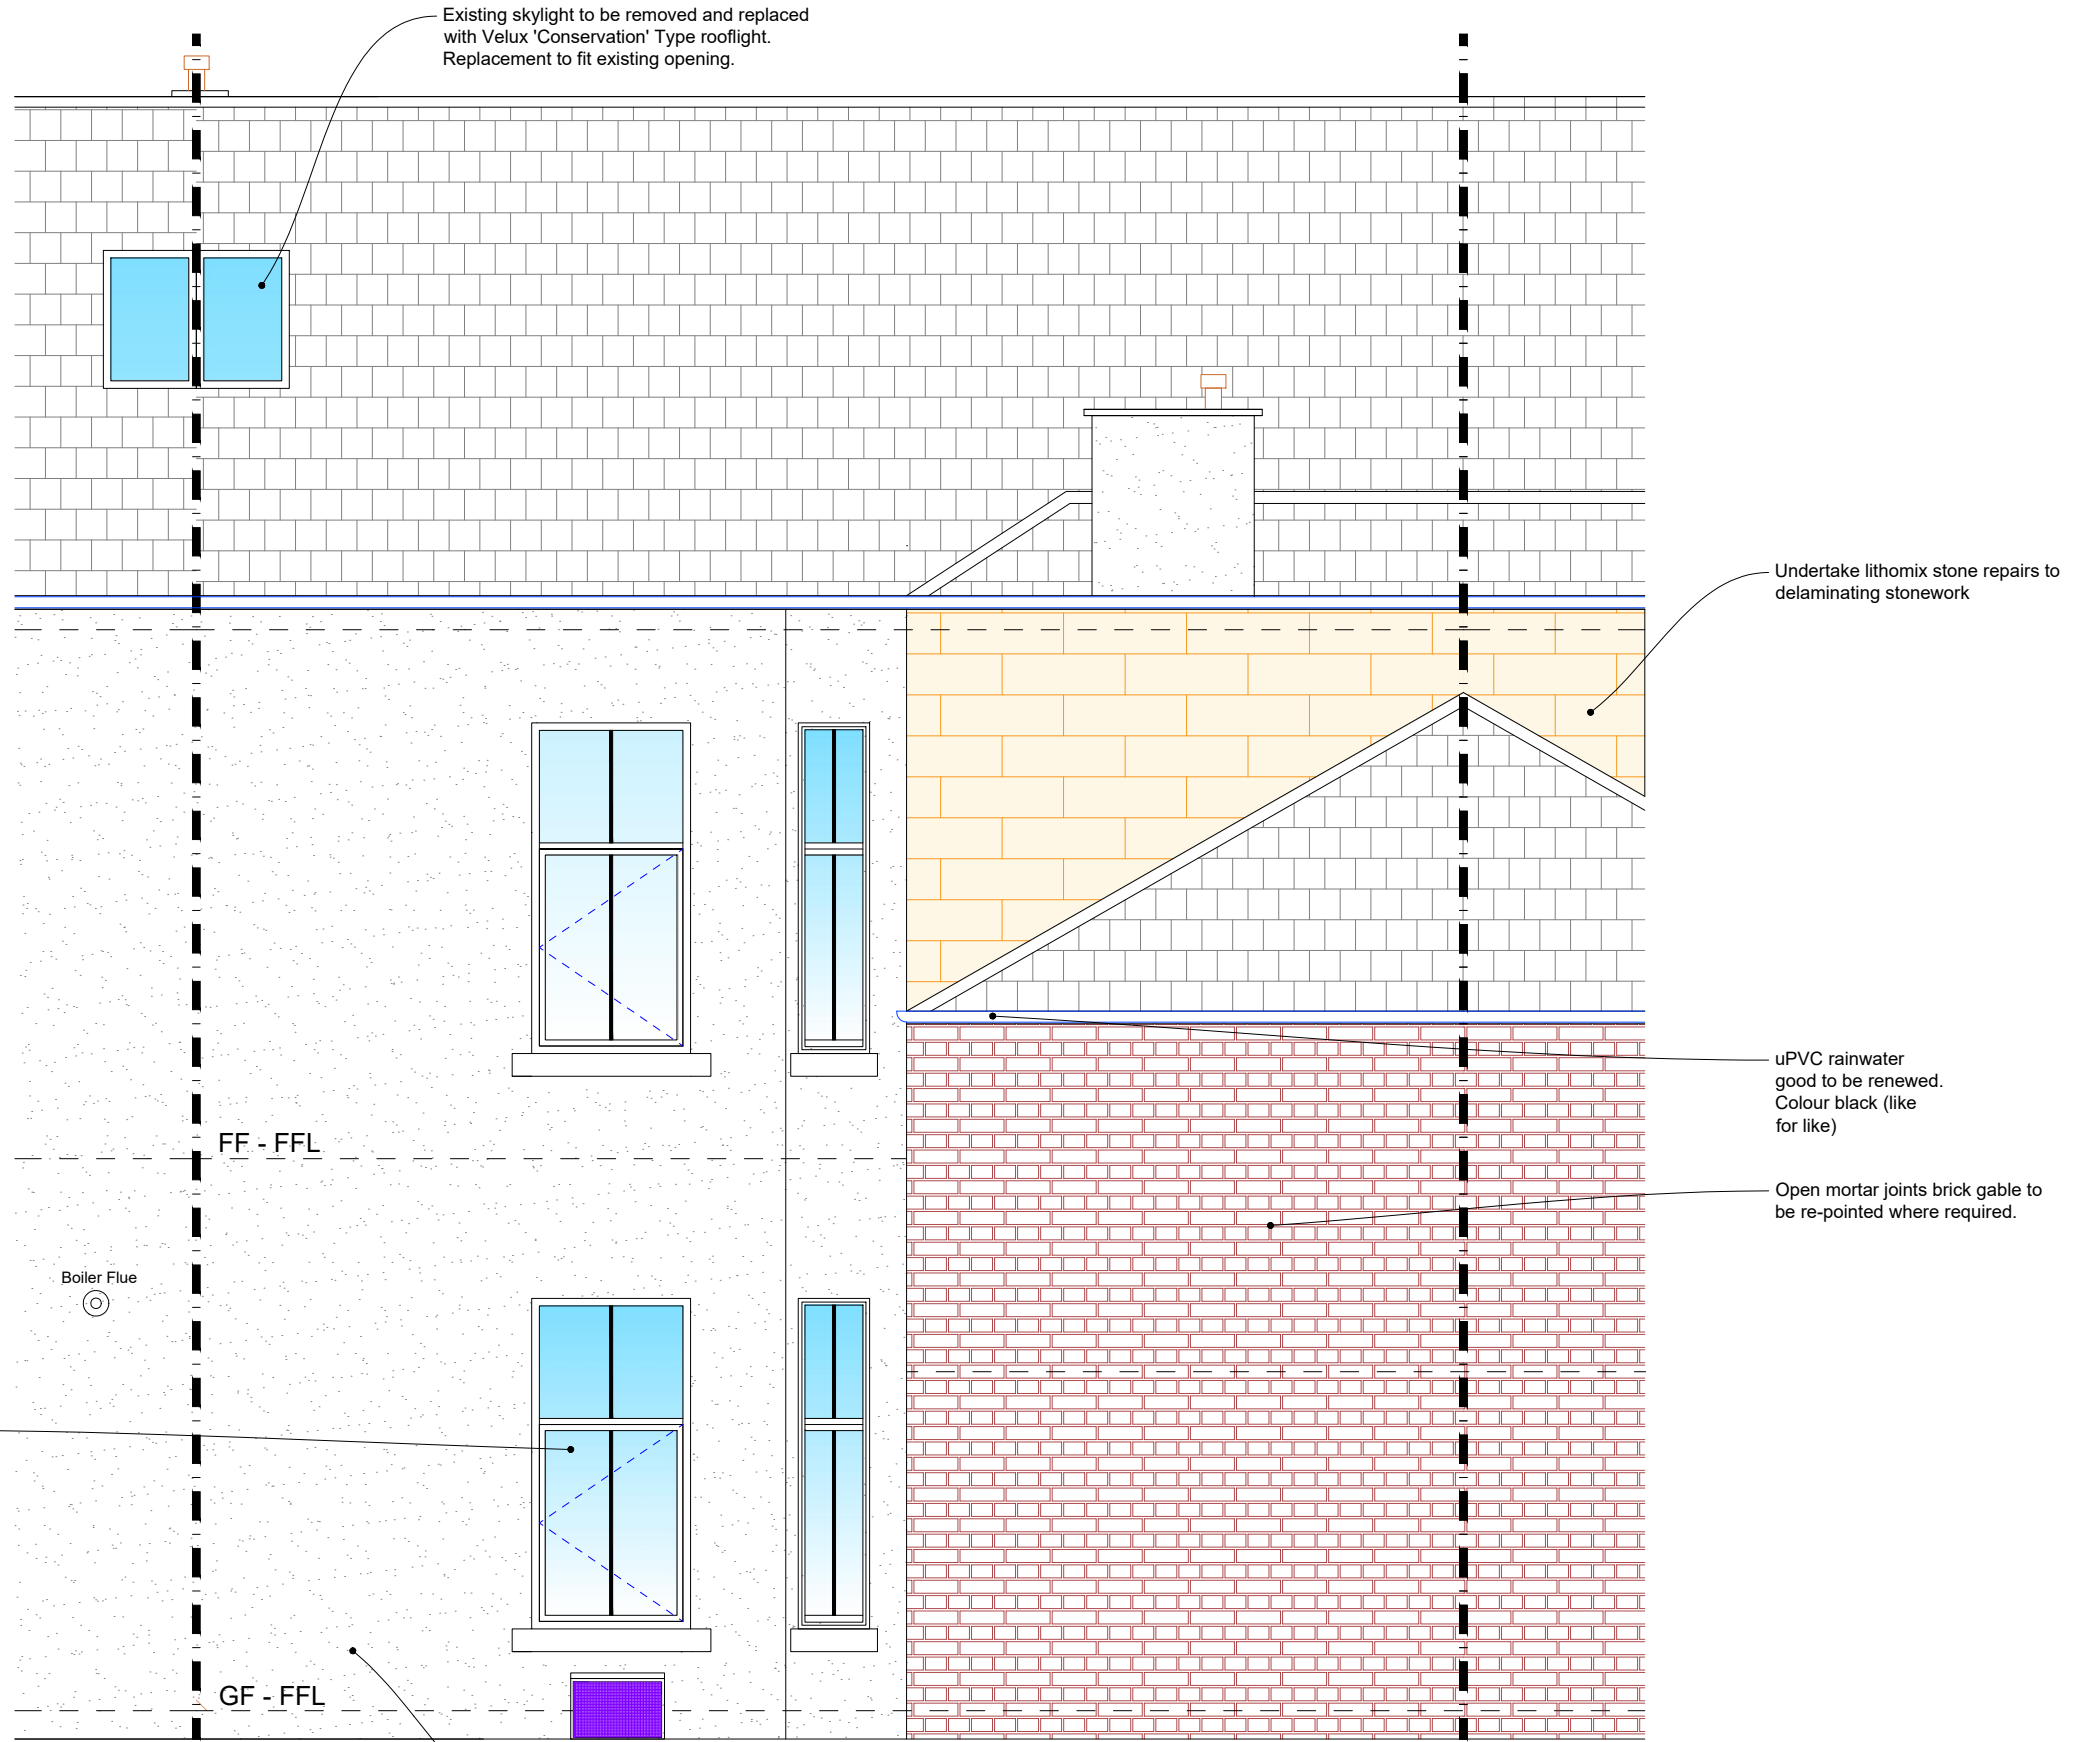 Existing skylight to be removed and replaced
with Velux 'Conservation' Type rooflight.
Replacement to fit existing opening.
Undertake lithomix stone repairs to
delaminating stonework
uPVC rainwater
good to be renewed.
Colour black (like
for like)
FF - FFL
Open mortar joints brick gable to
be re-pointed where required.
Boiler Flue
GF - FFL